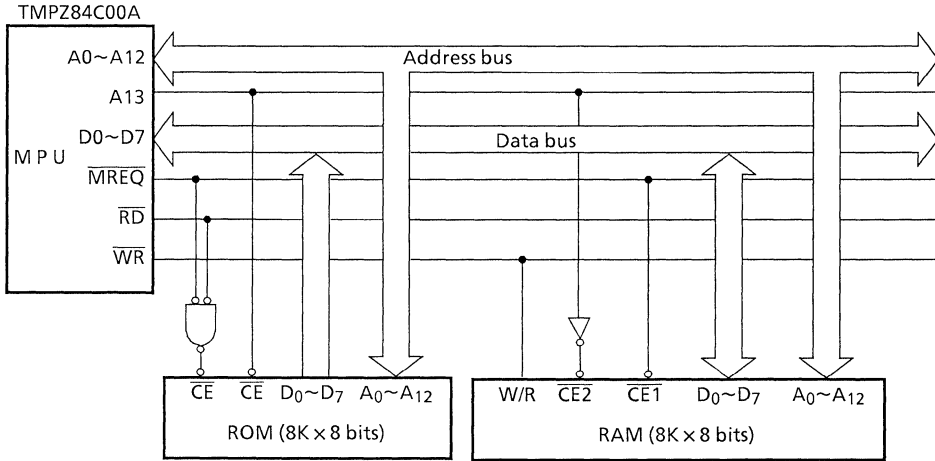 TMPZ84C00A
A0~A12
Address bus
A13
D0~D7
Data bus
M P U
MREQ
RD
WR
CE
CE
D0~D7
A0~A12
ROM (8K × 8 bits)
W/R
CE2
CE1
D0~D7
A0~A12
RAM (8K × 8 bits)